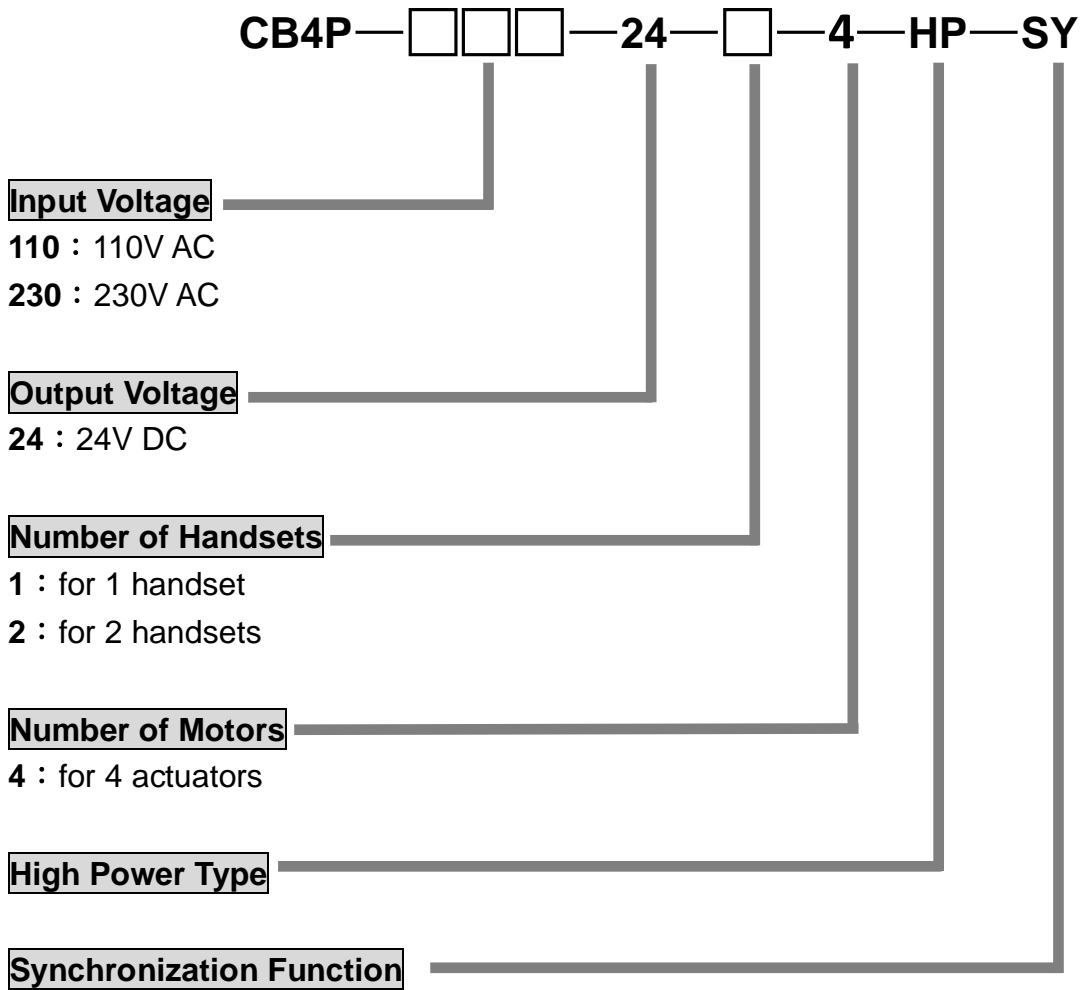 CB4P—□□□—24—□—4—HP—SY
Input Voltage
110：110V AC
230：230V AC
Output Voltage
24：24V DC
Number of Handsets
1：for 1 handset
2：for 2 handsets
Number of Motors
4：for 4 actuators
High Power Type
Synchronization Function